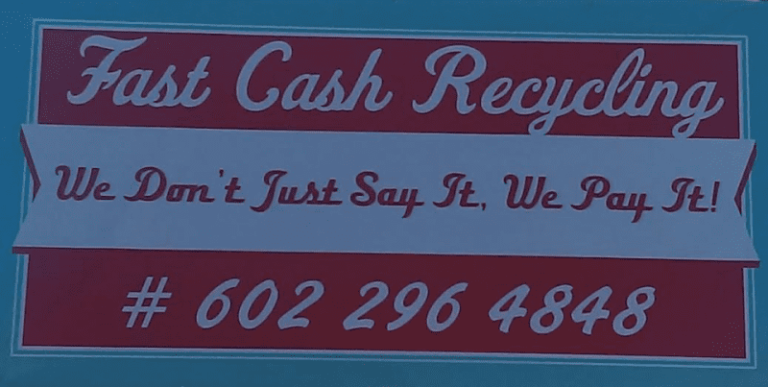 Fast Cash Recycling
We Don't Just Say It, We Pay It!
# 602 296 4848